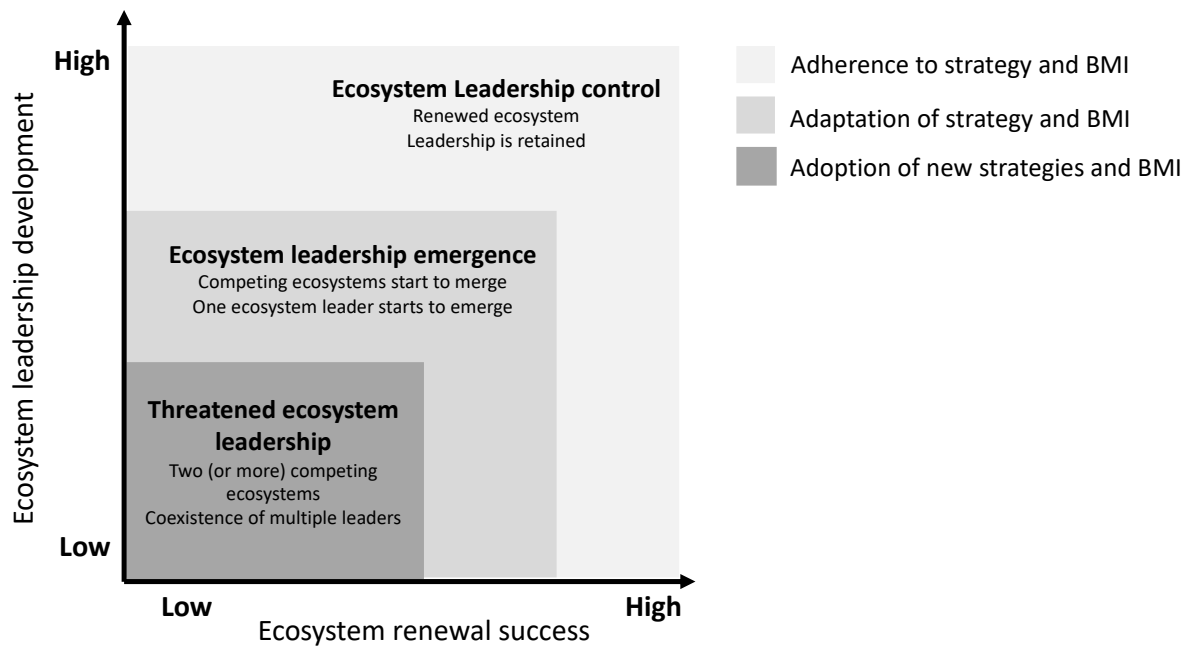 High
Ecosystem Leadership control
Renewed ecosystem
Leadership is retained
Ecosystem leadership emergence
Competing ecosystems start to merge
One ecosystem leader starts to emerge
Threatened ecosystem
leadership
Two (or more) competing
ecosystems
Coexistence of multiple leaders
Low
Ecosystem leadership development
Low
High
Ecosystem renewal success
Adherence to strategy and BMI
Adaptation of strategy and BMI
Adoption of new strategies and BMI